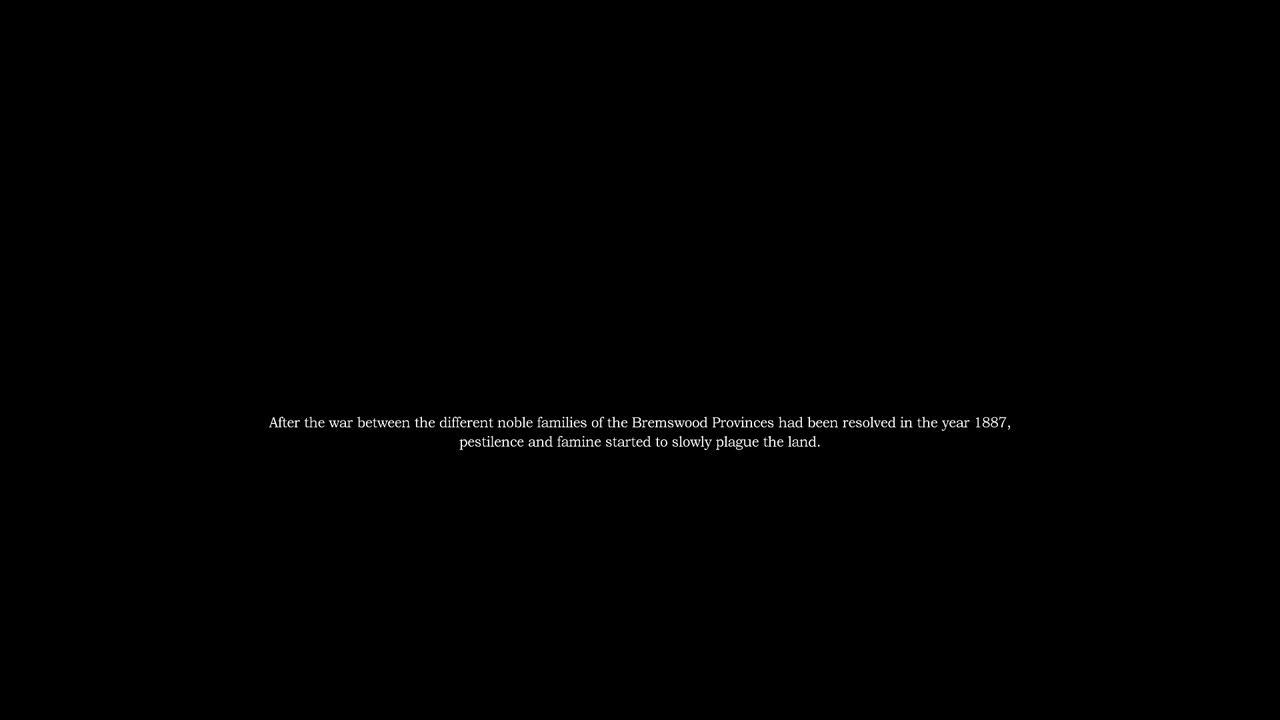 After the war between the different noble families of the Bremswood Provinces had been resolved in the year 1887,
pestilence and famine started to slowly plague the land.